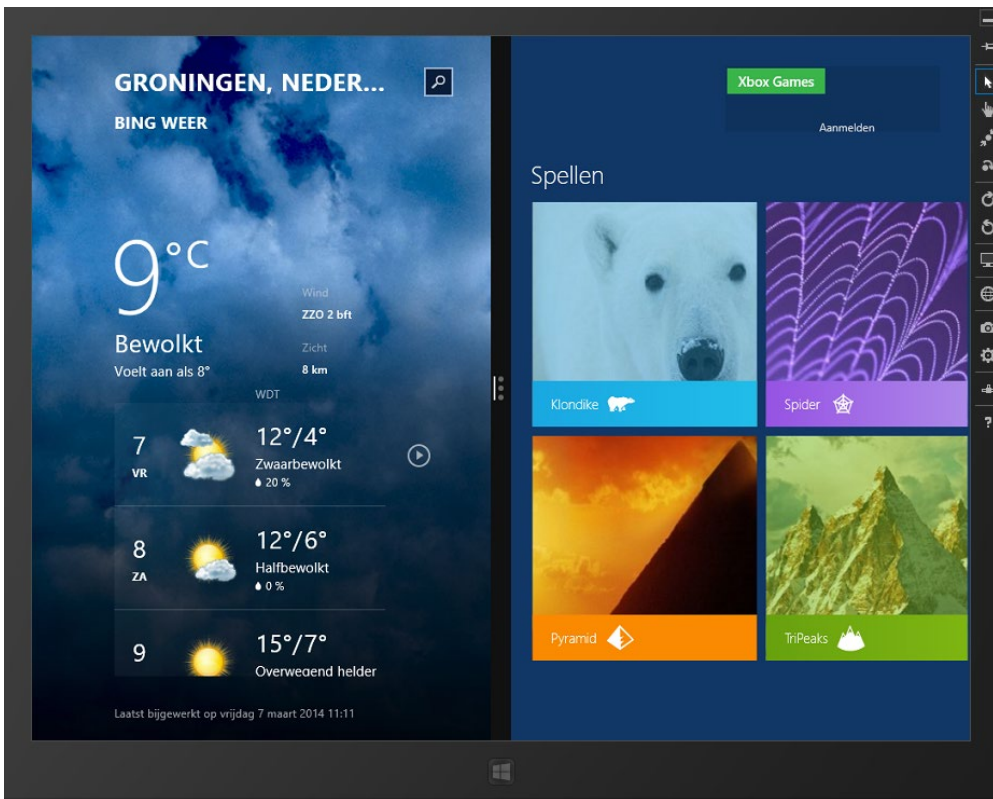 GRONINGEN, NEDER...
BING WEER
9°C
Bewolkt
Voelt aan als 8°
Wind
ZZO 2 bft
Zicht
8 km
WDT
7
VR
12°/4°
Zwaarbewolkt
20 %
8
ZA
12°/6°
Halfbewolkt
0 %
9
15°/7°
Overwegend helder
Laatst bijgewerkt op vrijdag 7 maart 2014 11:11
Xbox Games
Aanmelden
Spellen
Klondike
Spider
Pyramid
TriPeaks
?